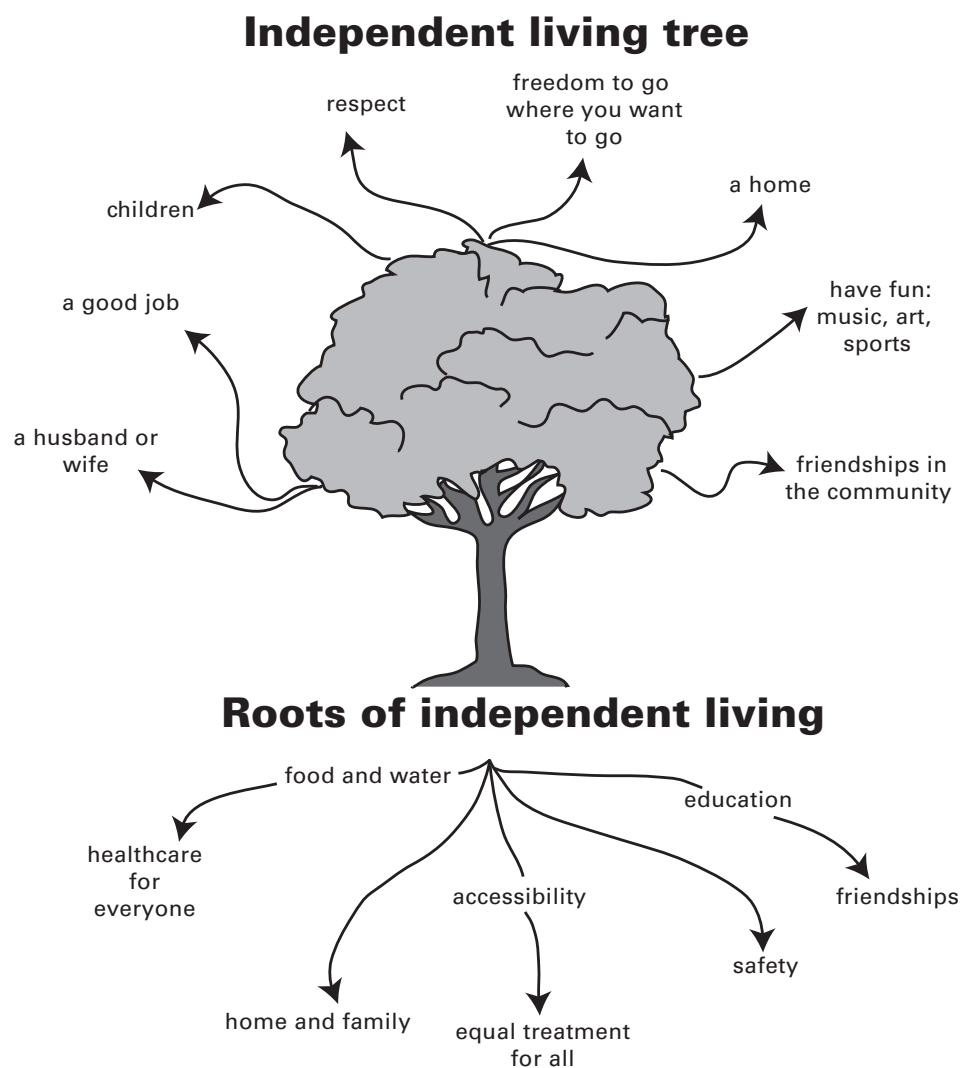 Independent living tree
freedom to go
where you want
to go
respect
a home
children
have fun:
music, art,
sports
a good job
a husband or
wife
friendships in
the community
Roots of independent living
food and water
education
healthcare
for
everyone
accessibility
friendships
safety
home and family
equal treatment
for all